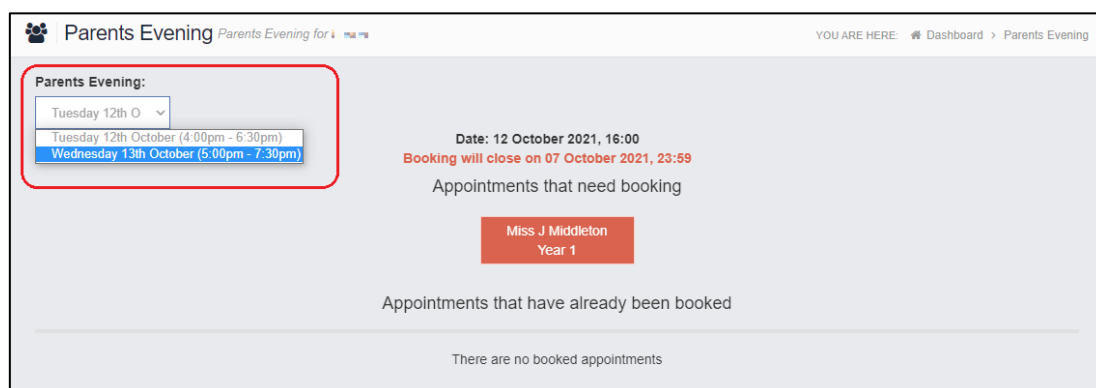 Parents Evening Parents Evening for
YOU ARE HERE: Dashboard > Parents Evening
Parents Evening:
Tuesday 12th O
Tuesday 12th October (4:00pm - 6:30pm)
Wednesday 13th October (5:00pm - 7:30pm)
Date: 12 October 2021, 16:00
Booking will close on 07 October 2021, 23:59
Appointments that need booking
Miss J Middleton
Year 1
Appointments that have already been booked
There are no booked appointments